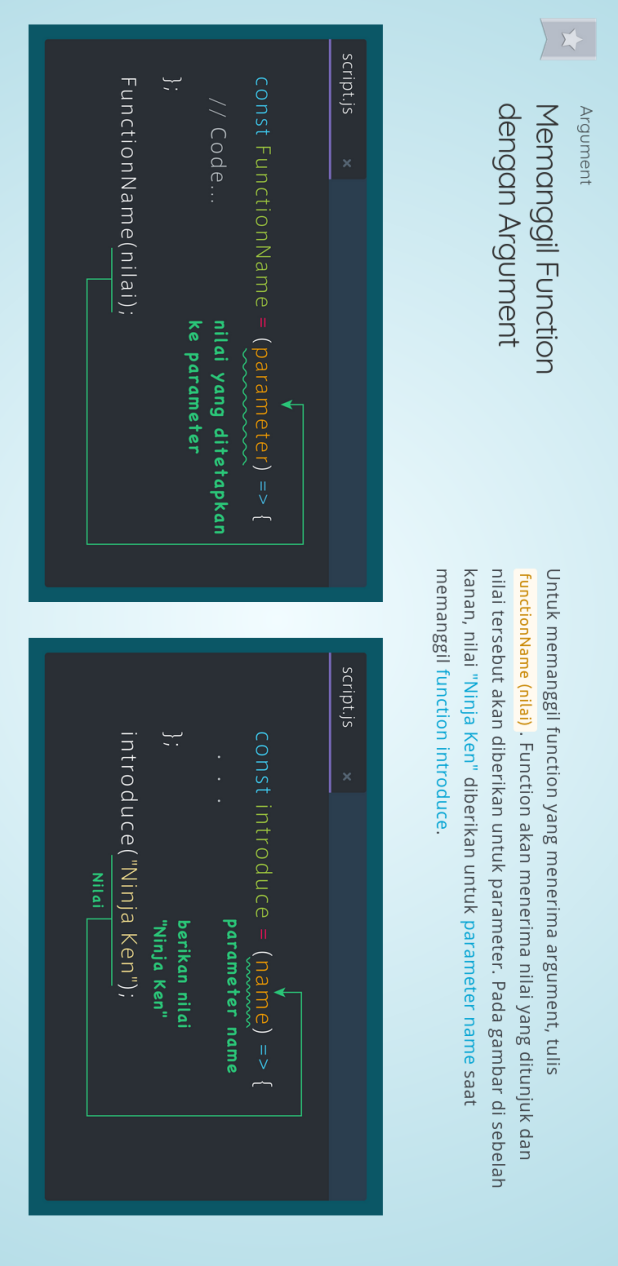 Argument
Memanggil Function
dengan Argument
Untuk memanggil function yang menerima argument, tulis
functionName (nilai) . Function akan menerima nilai yang ditunjuk dan
nilai tersebut akan diberikan untuk parameter. Pada gambar di sebelah
kanan, nilai "Ninja Ken" diberikan untuk parameter name saat
memanggil function introduce.
script.js ×
const FunctionName = (parameter) => {
// Code...
nilai yang ditetapkan
ke parameter
};
FunctionName(nilai);
script.js ×
const introduce = (name) => {
parameter name
. . .
berikan nilai
"Ninja Ken"
};
introduce("Ninja Ken");
Nilai